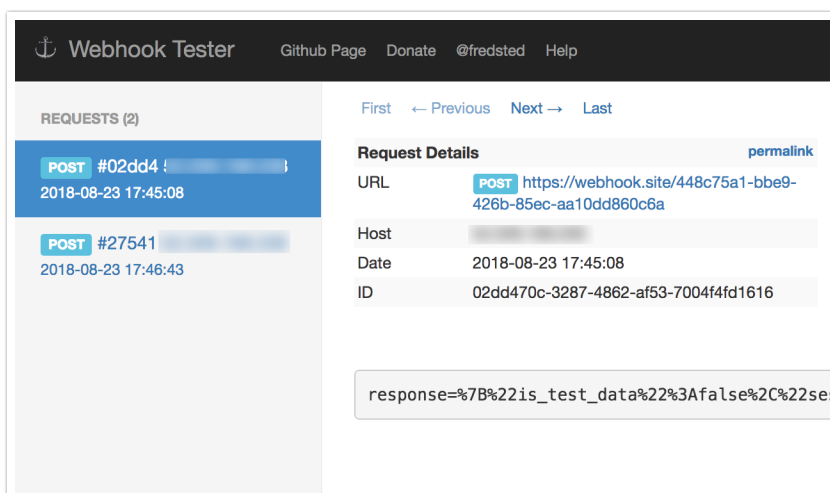 Webhook Tester Github Page Donate @fredsted Help
REQUESTS (2)
POST #02dd4
2018-08-23 17:45:08
POST #27541
2018-08-23 17:46:43
First ← Previous Next → Last
Request Details permalink
URL POST https://webhook.site/448c75a1-bbe9-
426b-85ec-aa10dd860c6a
Host
Date 2018-08-23 17:45:08
ID 02dd470c-3287-4862-af53-7004f4fd1616
response=%7B%22is_test_data%22%3Afalse%2C%22ses